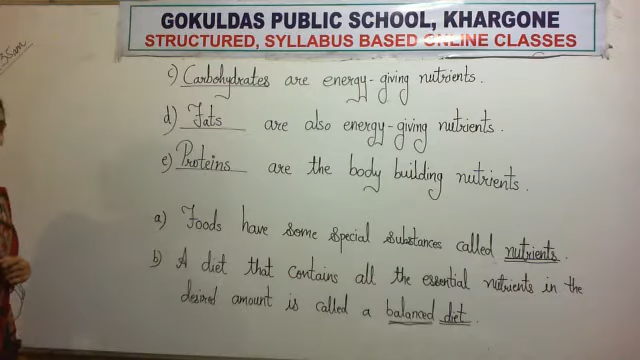 GOKULDAS PUBLIC SCHOOL, KHARGONE
STRUCTURED, SYLLABUS BASED ONLINE CLASSES
35am
c) Carbohydrates are energy-giving nutrients.
d) Fats are also energy-giving nutrients.
e) Proteins are the body building nutrients.
a) Foods have some special substances called nutrients.
b) A diet that contains all the essential nutrients in the
desired amount is called a balanced diet.